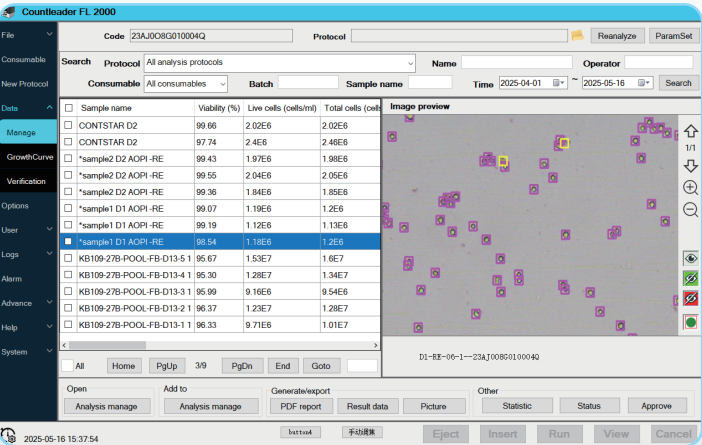 Countleader FL 2000
File
Consumable
New Protocol
Data
Manage
GrowthCurve
Verification
Options
User
Logs
Alarm
Advance
Help
System
Code 23AJ0O8G010004Q Protocol Reanalyze ParamSet
Search Protocol All analysis protocols Name Operator
Consumable All consumables Batch Sample name Time 2025-04-01 ~ 2025-05-16 Search
Sample name Viability (%) Live cells (cells/ml) Total cells (cells
CONTSTAR D2 99.66 2.02E6 2.02E6
CONTSTAR D2 97.74 2.4E6 2.46E6
*sample2 D2 AOPI -RE 99.43 1.97E6 1.98E6
*sample2 D2 AOPI -RE 99.55 2.04E6 2.05E6
*sample2 D2 AOPI -RE 99.36 1.84E6 1.85E6
*sample1 D1 AOPI -RE 99.07 1.19E6 1.2E6
*sample1 D1 AOPI -RE 99.19 1.12E6 1.13E6
*sample1 D1 AOPI -RE 98.54 1.18E6 1.2E6
KB109-27B-POOL-FB-D13-5 1 95.67 1.53E7 1.6E7
KB109-27B-POOL-FB-D13-4 1 95.30 1.28E7 1.34E7
KB109-27B-POOL-FB-D13-3 1 95.99 9.16E6 9.54E6
KB109-27B-POOL-FB-D13-2 1 96.37 1.23E7 1.28E7
KB109-27B-POOL-FB-D13-1 1 96.33 9.71E6 1.01E7
All Home PgUp 3/9 PgDn End Goto
Image preview
1/1
D1-RE-06-1--23AJ0O8G010004Q
Open
Analysis manage
Add to
Analysis manage
Generate/export
PDF report Result data Picture
Other
Statistic Status Approve
2025-05-16 15:37:54
button4 手动调焦 Eject Insert Run View Cancel